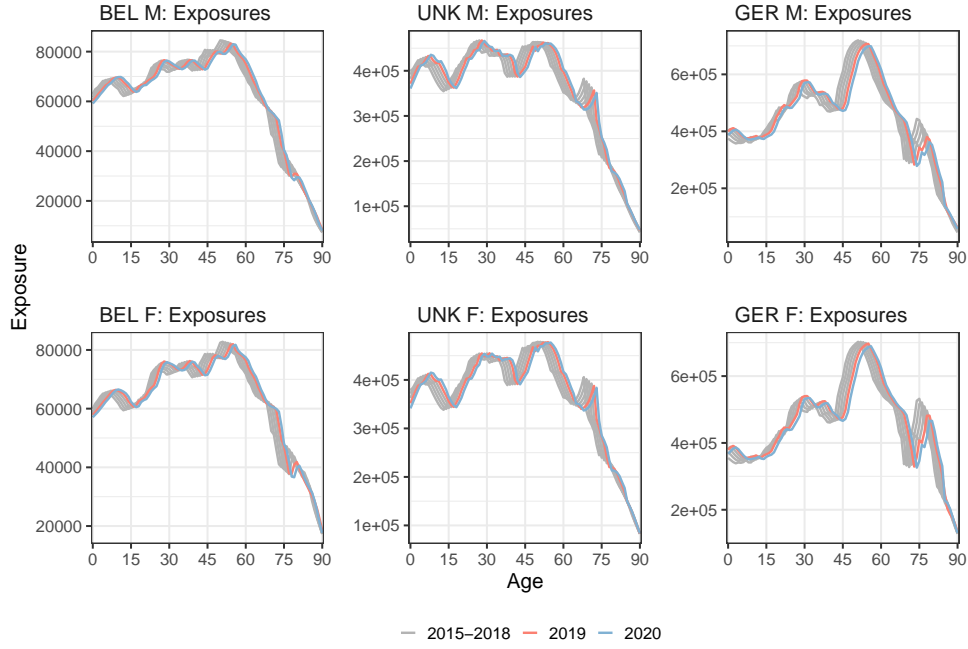 BEL M: Exposures
UNK M: Exposures
GER M: Exposures
80000
60000
40000
20000
0 15 30 45 60 75 90
4e+05
3e+05
2e+05
1e+05
0 15 30 45 60 75 90
6e+05
4e+05
2e+05
0 15 30 45 60 75 90
Exposure
BEL F: Exposures
UNK F: Exposures
GER F: Exposures
80000
60000
40000
20000
0 15 30 45 60 75 90
4e+05
3e+05
2e+05
1e+05
0 15 30 45 60 75 90
6e+05
4e+05
2e+05
0 15 30 45 60 75 90
Age
2015−2018 2019 2020